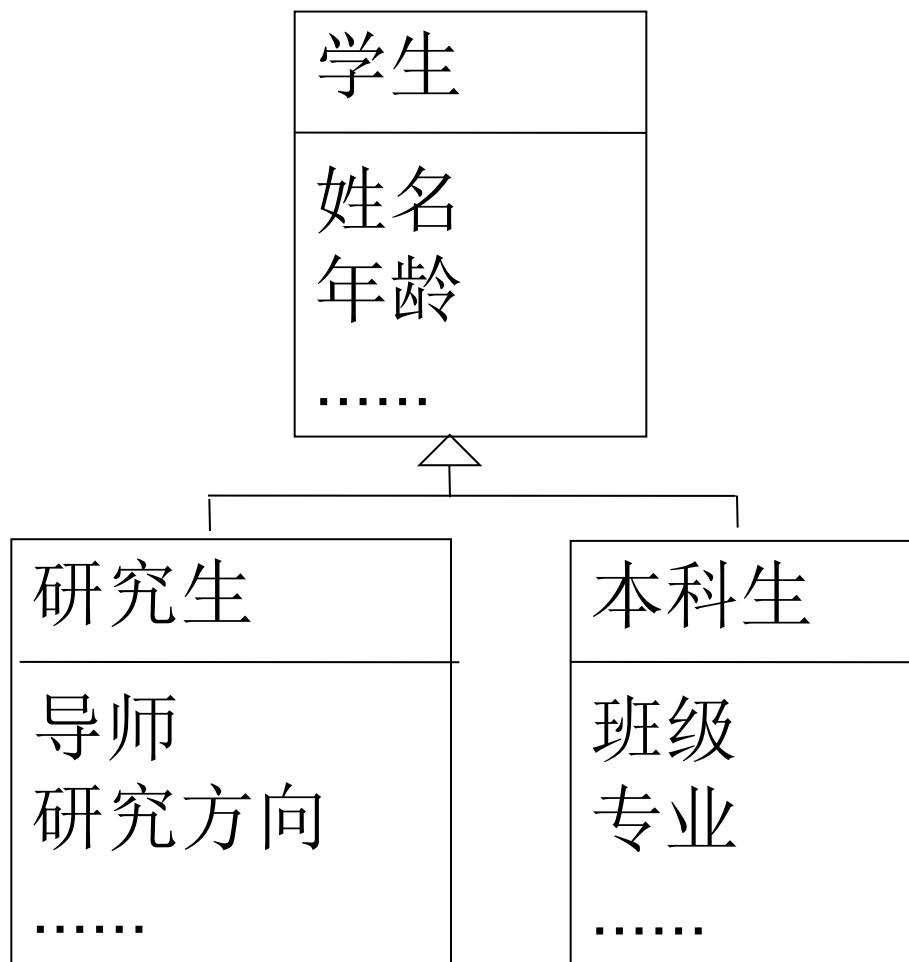 学生
姓名
年龄
......
研究生
导师
研究方向
......
本科生
班级
专业
......